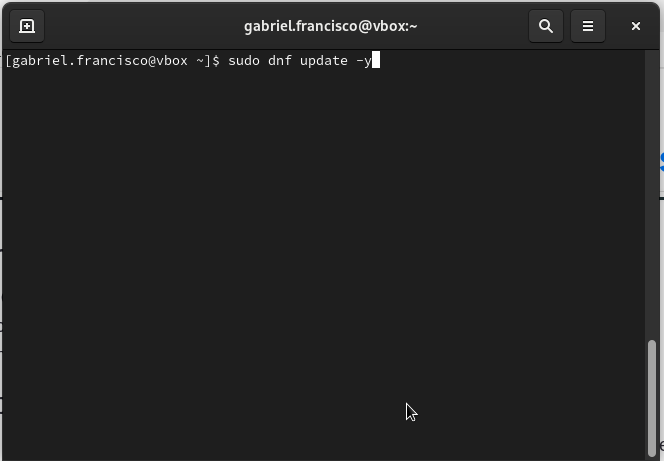 gabriel.francisco@vbox:~
[gabriel.francisco@vbox ~]$ sudo dnf update -y